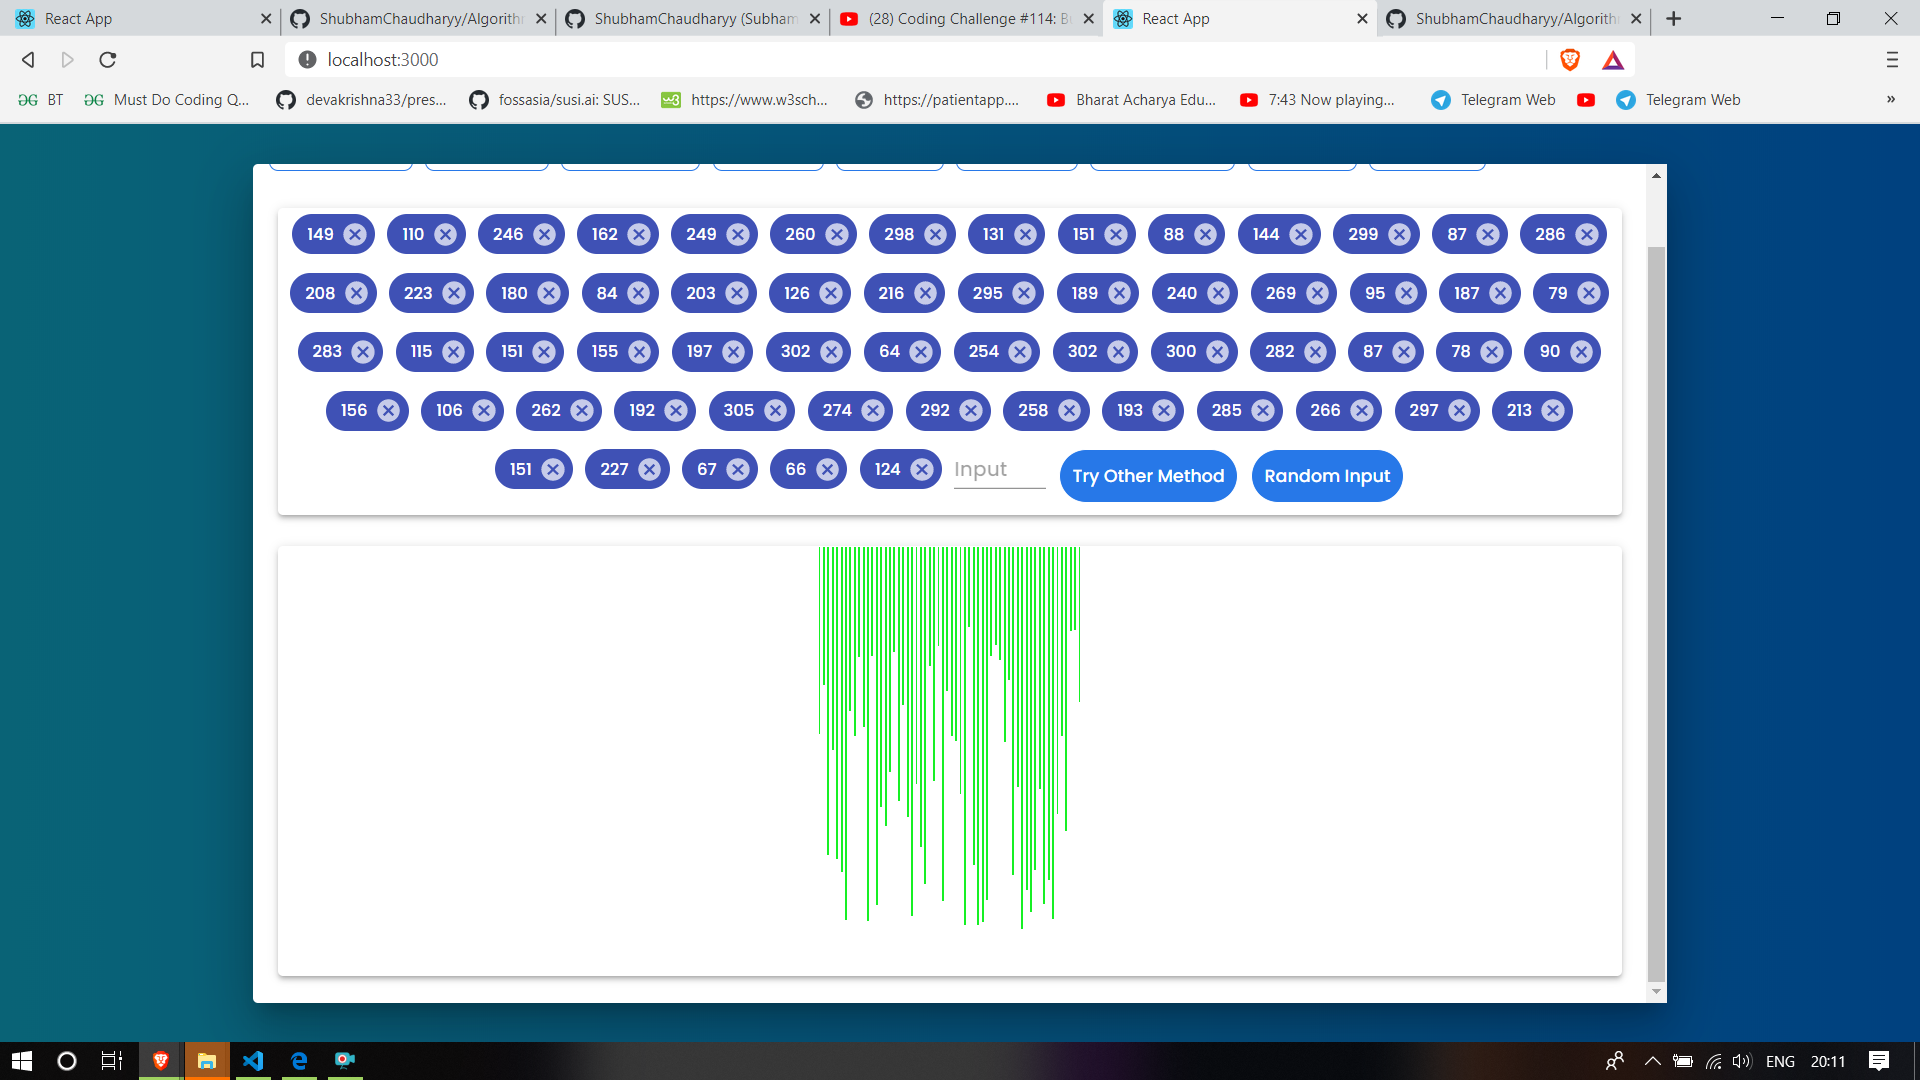 React App
ShubhamChaudharyy/Algorithn
ShubhamChaudharyy (Subham
(28) Coding Challenge #114: Bu
React App
ShubhamChaudharyy/Algorith
localhost:3000
BT
Must Do Coding Q...
devakrishna33/pres...
fossasia/susi.ai: SUS...
https://www.w3sch...
https://patientapp....
Bharat Acharya Edu...
7:43 Now playing...
Telegram Web
Telegram Web
»
149 110 246 162 249 260 298 131 151 88 144 299 87 286
208 223 180 84 203 126 216 295 189 240 269 95 187 79
283 115 151 155 197 302 64 254 302 300 282 87 78 90
156 106 262 192 305 274 292 258 193 285 266 297 213
151 227 67 66 124 Input Try Other Method Random Input
ENG 20:11